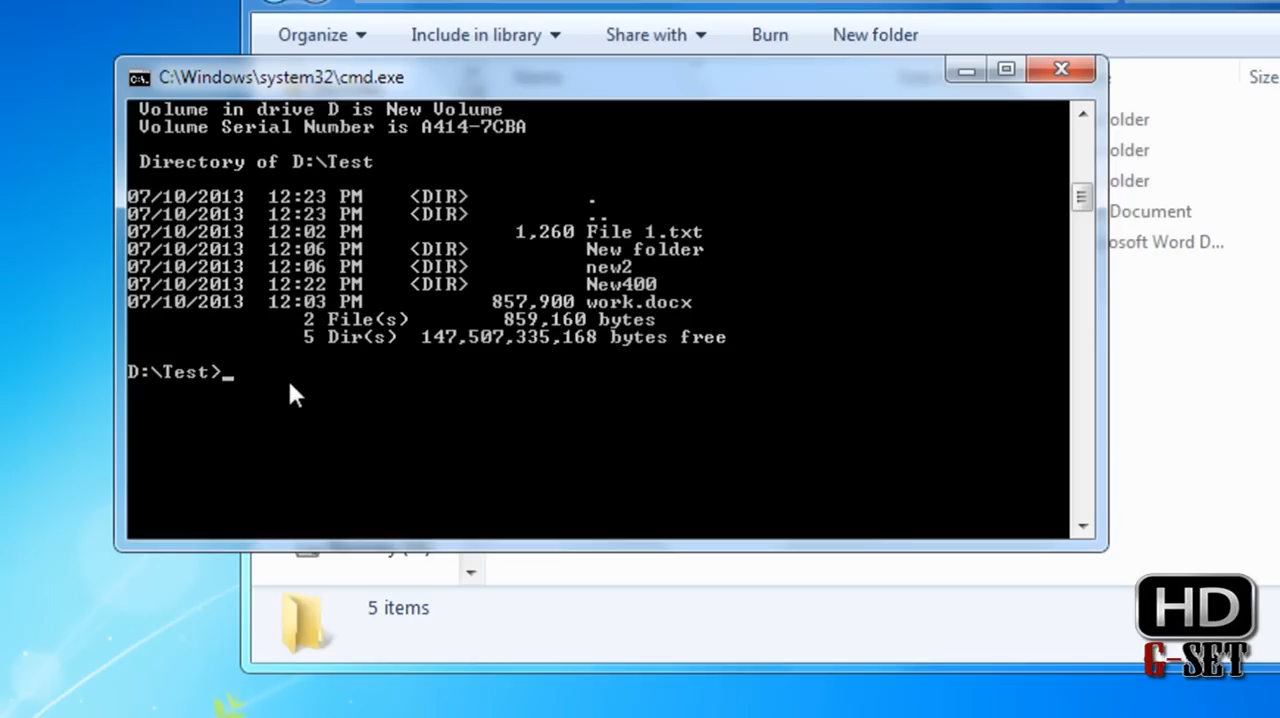 Organize Include in library Share with Burn New folder
C:\Windows\system32\cmd.exe
Size
Volume in drive D is New Volume
Volume Serial Number is A414-7CBA
Directory of D:\Test
07/10/2013 12:23 PM <DIR> .
07/10/2013 12:23 PM <DIR> ..
07/10/2013 12:02 PM 1,260 File 1.txt
07/10/2013 12:06 PM <DIR> New folder
07/10/2013 12:06 PM <DIR> new2
07/10/2013 12:22 PM <DIR> New400
07/10/2013 12:03 PM 857,900 work.docx
2 File(s) 859,160 bytes
5 Dir(s) 147,507,335,168 bytes free
D:\Test>_
older
older
older
Document
osoft Word D...
5 items
HD
G-SET